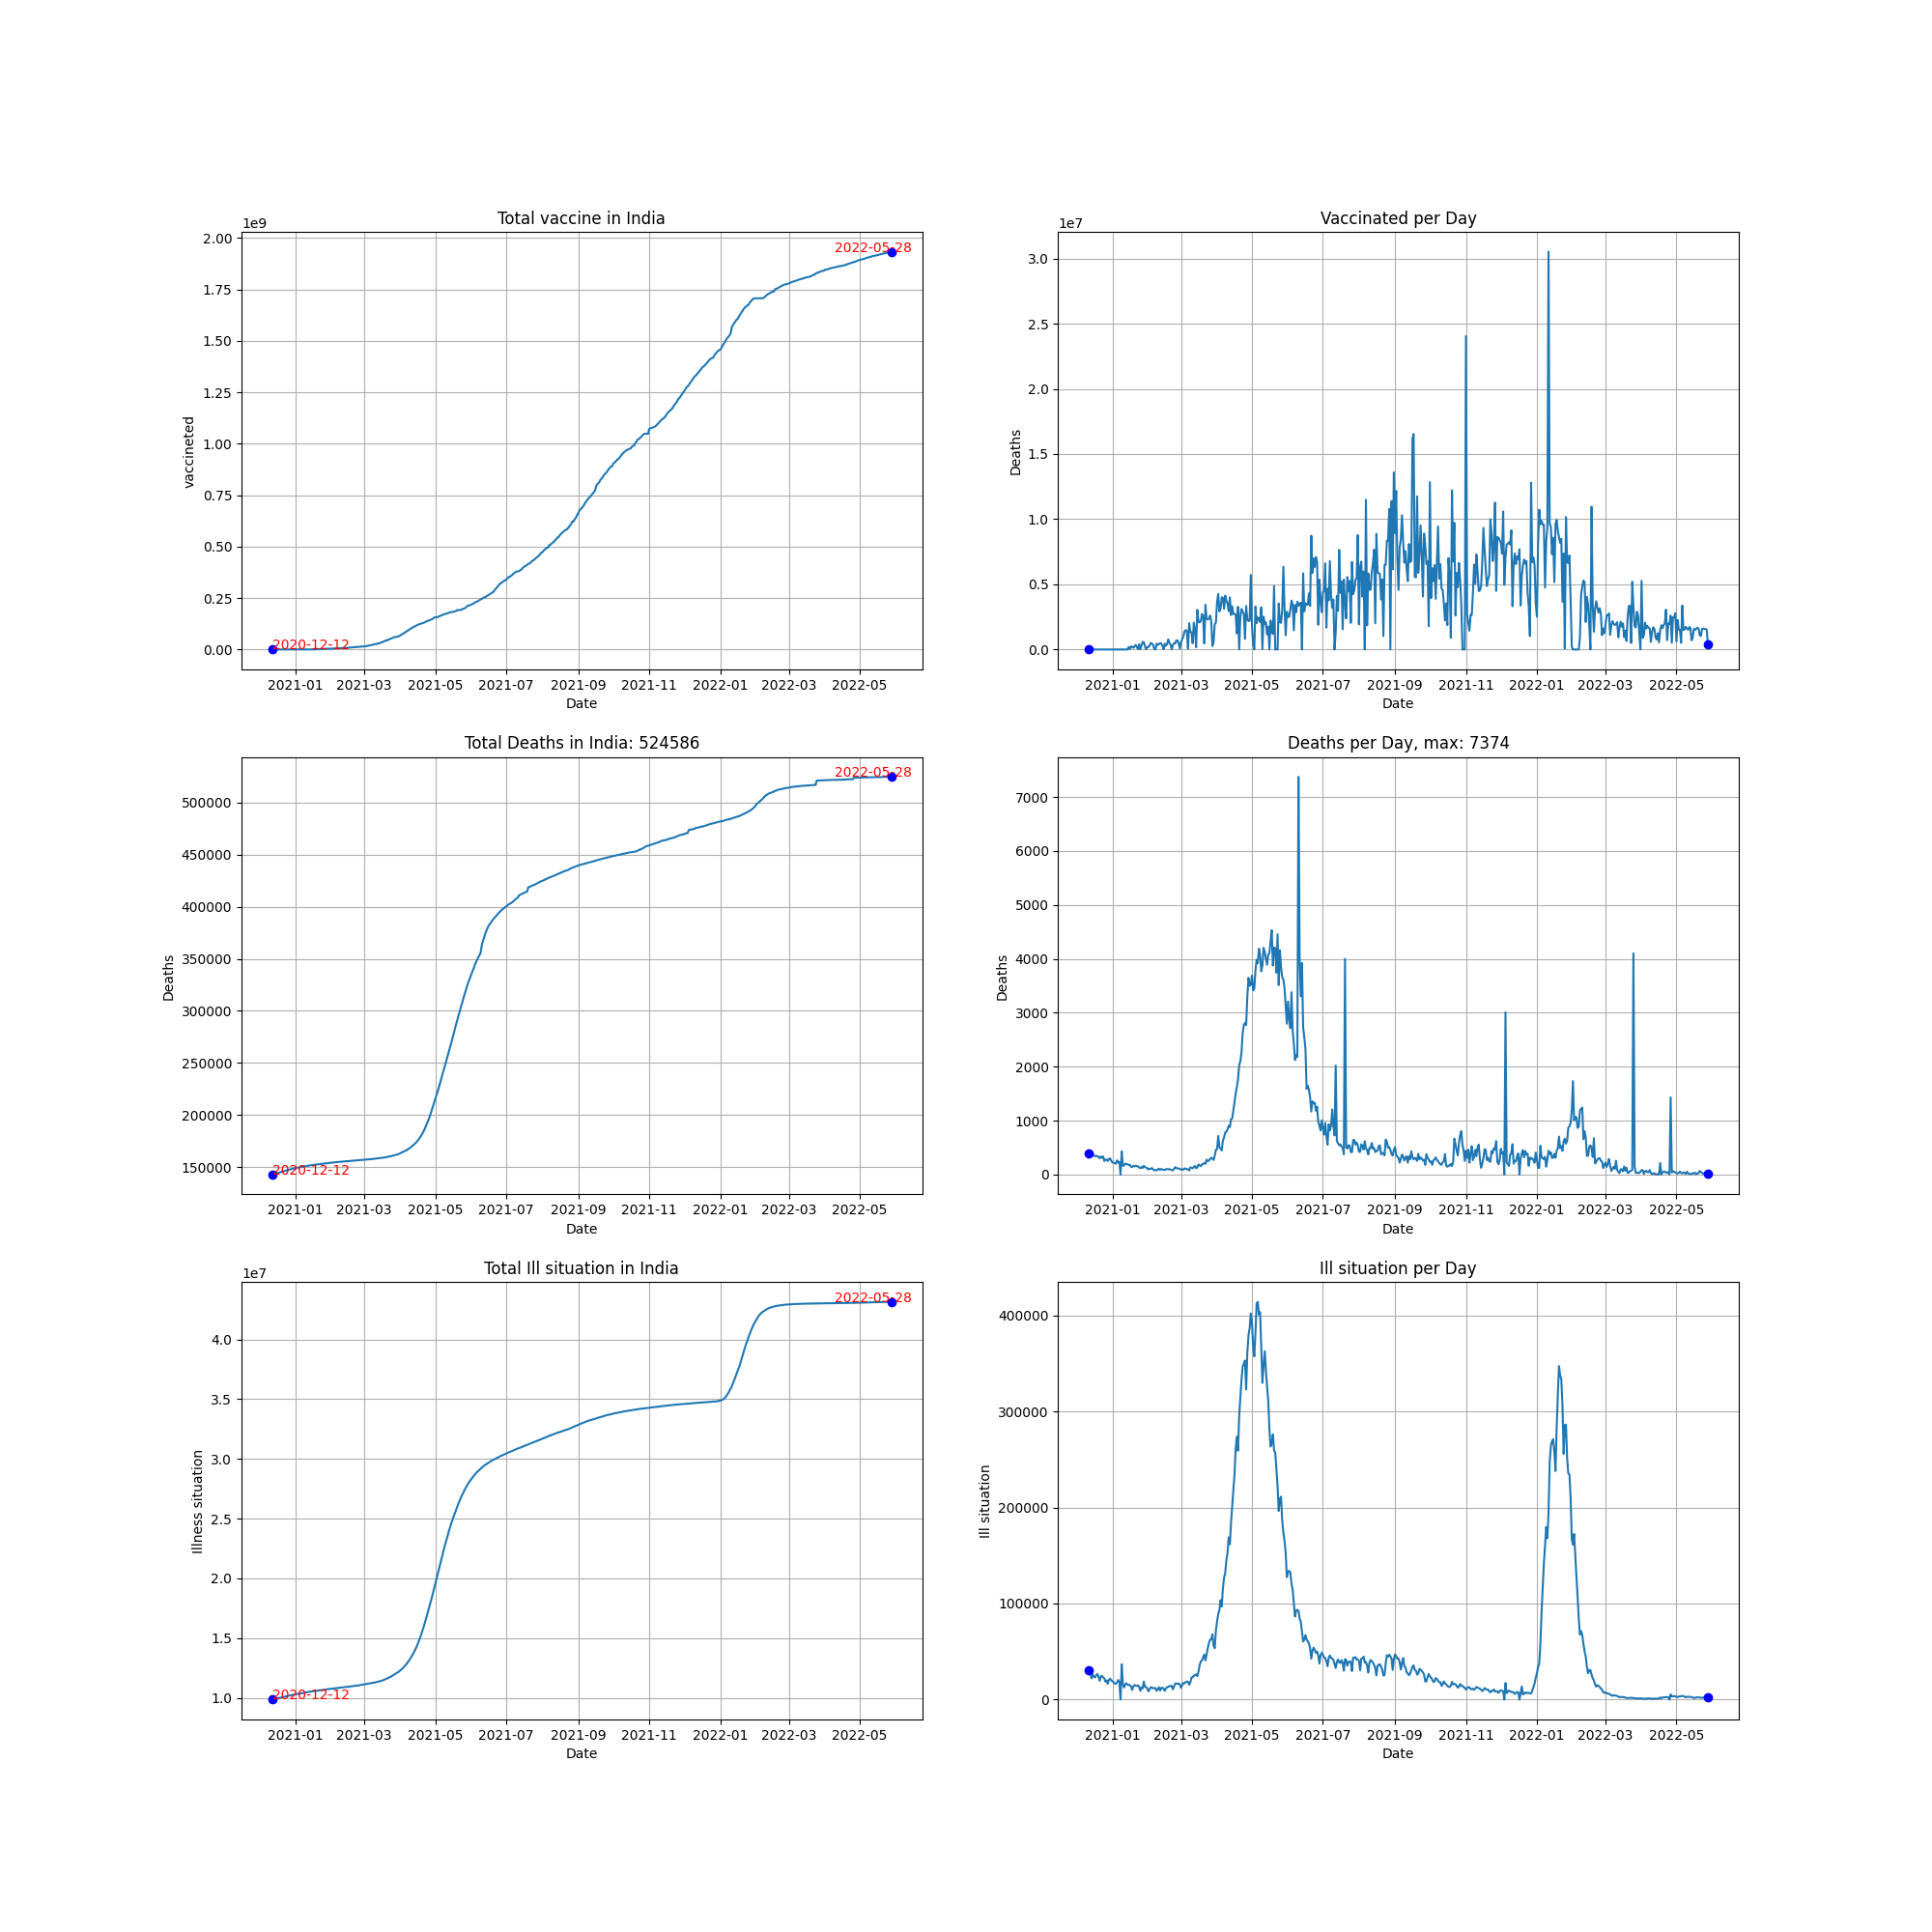 Total vaccine in India
1e9
2.00
1.75
1.50
1.25
1.00
0.75
0.50
0.25
0.00
vaccineted
2020-12-12
2022-05-28
2021-01 2021-03 2021-05 2021-07 2021-09 2021-11 2022-01 2022-03 2022-05
Date
Vaccinated per Day
1e7
3.0
2.5
2.0
1.5
1.0
0.5
0.0
Deaths
2021-01 2021-03 2021-05 2021-07 2021-09 2021-11 2022-01 2022-03 2022-05
Date
Total Deaths in India: 524586
500000
450000
400000
350000
300000
250000
200000
150000
Deaths
2020-12-12
2022-05-28
2021-01 2021-03 2021-05 2021-07 2021-09 2021-11 2022-01 2022-03 2022-05
Date
Deaths per Day, max: 7374
7000
6000
5000
4000
3000
2000
1000
0
Deaths
2021-01 2021-03 2021-05 2021-07 2021-09 2021-11 2022-01 2022-03 2022-05
Date
Total Ill situation in India
1e7
4.0
3.5
3.0
2.5
2.0
1.5
1.0
Illness situation
2020-12-12
2022-05-28
2021-01 2021-03 2021-05 2021-07 2021-09 2021-11 2022-01 2022-03 2022-05
Date
Ill situation per Day
400000
300000
200000
100000
0
Ill situation
2021-01 2021-03 2021-05 2021-07 2021-09 2021-11 2022-01 2022-03 2022-05
Date